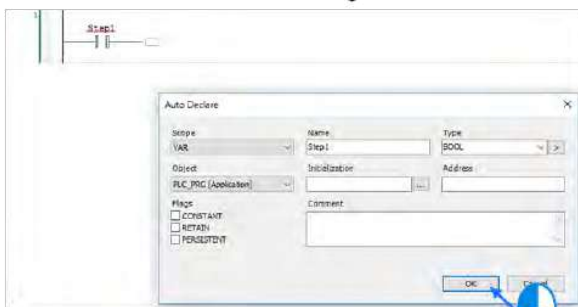 1
Step1
Auto Declare
Scope Name Type
VAR Step1 BOOL >
Object Initialization Address
PLC_PRG [Application] ...
Flags Comment
CONSTANT
RETAIN
PERSISTENT
OK